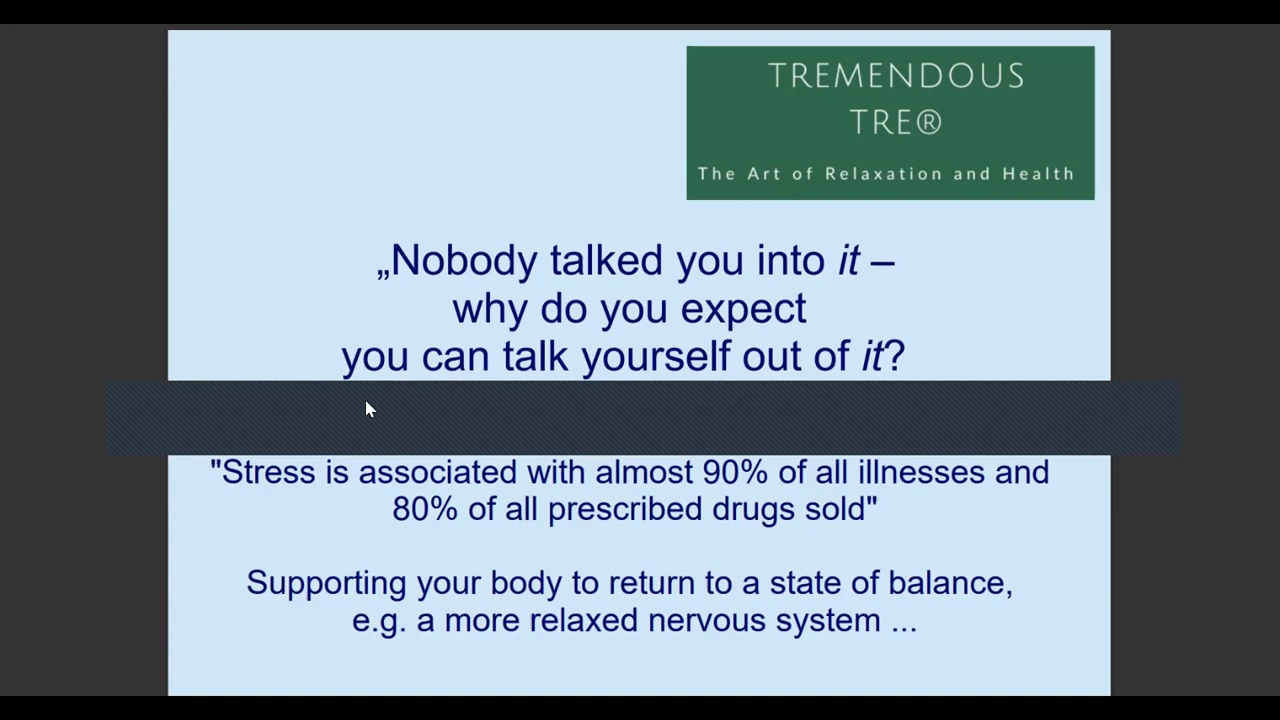 TREMENDOUS
TRE®
The Art of Relaxation and Health
„Nobody talked you into it –
why do you expect
you can talk yourself out of it?
"Stress is associated with almost 90% of all illnesses and
80% of all prescribed drugs sold"
Supporting your body to return to a state of balance,
e.g. a more relaxed nervous system ...